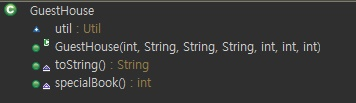 GuestHouse
util : Util
GuestHouse(int, String, String, String, int, int, int)
toString() : String
specialBook() : int